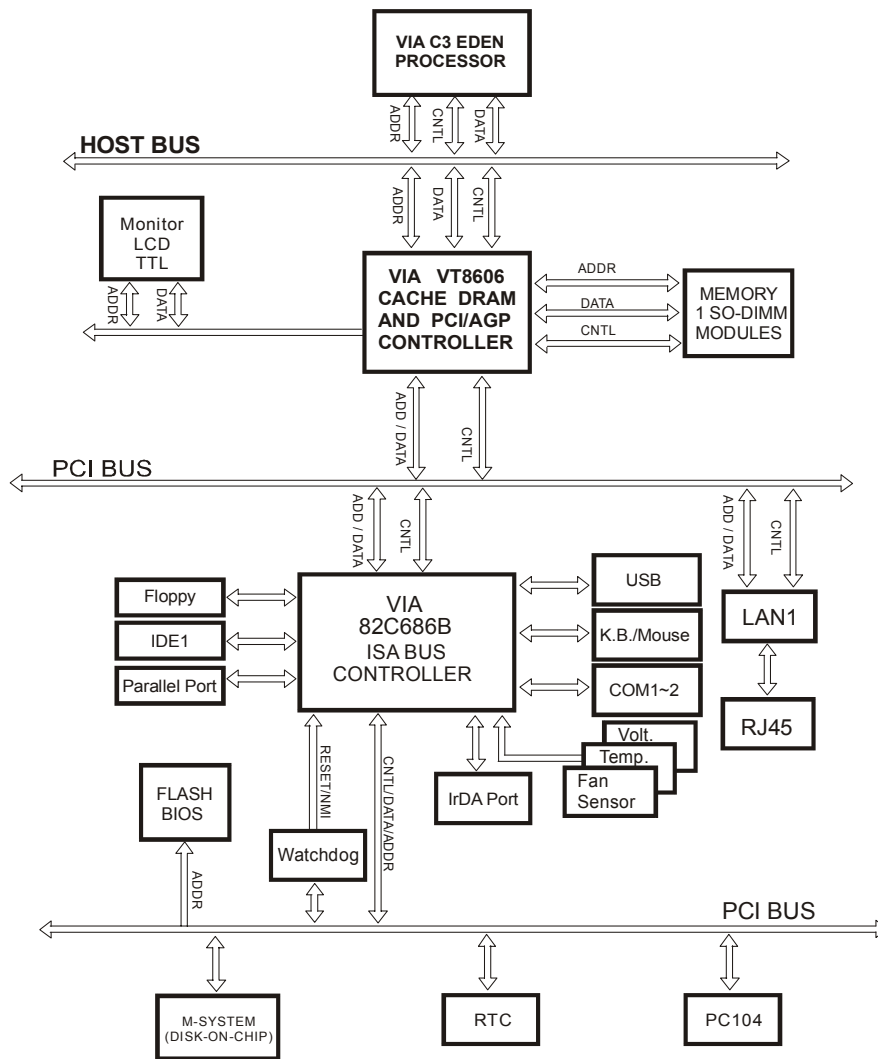 VIA C3 EDEN
PROCESSOR
ADDR
CNTL
DATA
HOST BUS
ADDR
DATA
CNTL
Monitor
LCD
TTL
ADDR
DATA
VIA VT8606
CACHE DRAM
AND PCI/AGP
CONTROLLER
ADDR
DATA
CNTL
MEMORY
1 SO-DIMM
MODULES
ADD / DATA
CNTL
PCI BUS
ADD / DATA
CNTL
ADD / DATA
CNTL
Floppy
IDE1
Parallel Port
VIA
82C686B
ISA BUS
CONTROLLER
USB
K.B./Mouse
COM1~2
LAN1
RJ45
Volt.
Temp.
Fan
Sensor
IrDA Port
RESET/NMI
CNTL/DATA/ADDR
FLASH
BIOS
Watchdog
ADDR
PCI BUS
M-SYSTEM
(DISK-ON-CHIP)
RTC
PC104